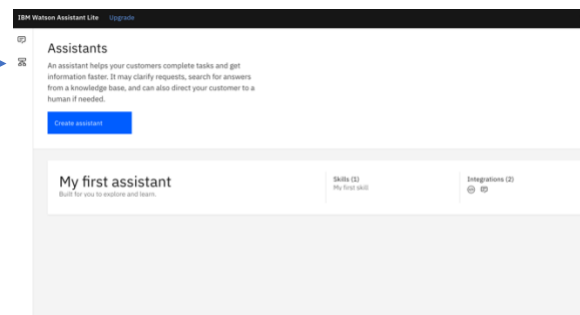 IBM Watson Assistant Lite Upgrade
Assistants
An assistant helps your customers complete tasks and get
information faster. It may clarify requests, search for answers
from a knowledge base, and can also direct your customer to a
human if needed.
Create assistant
My first assistant
Built for you to explore and learn.
Skills (1)
My first skill
Integrations (2)